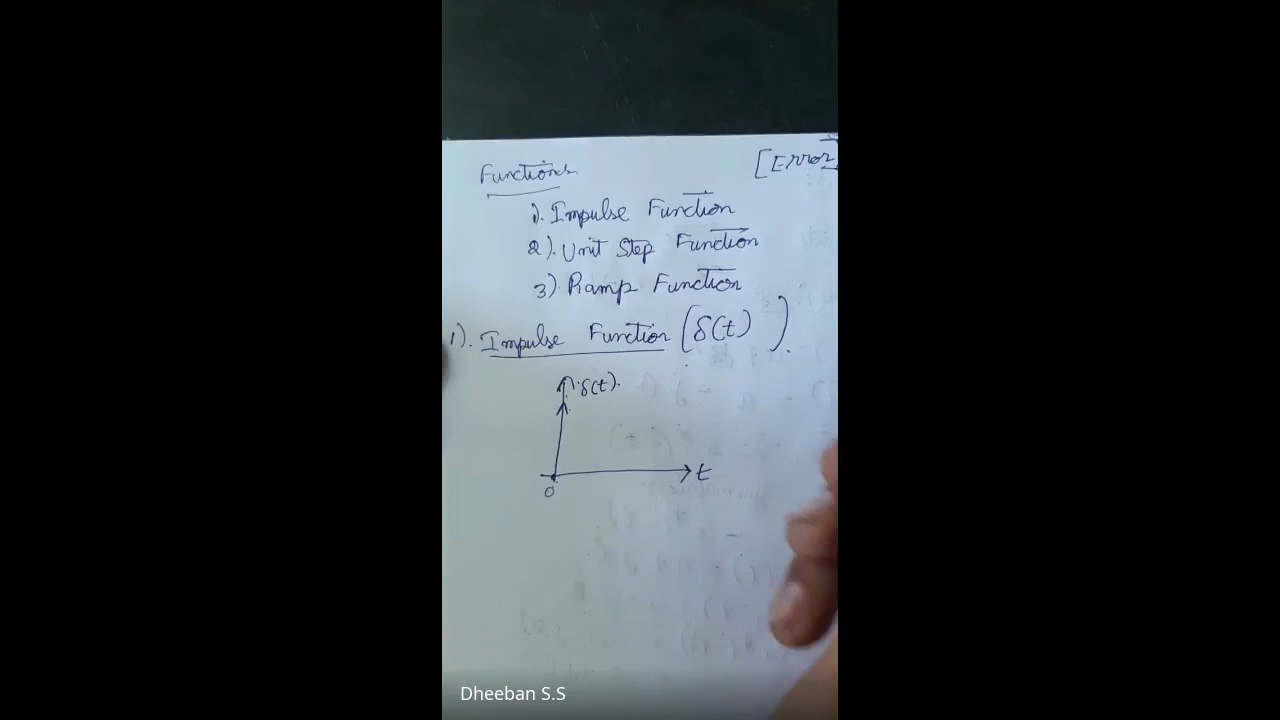 Functions [Error
1). Impulse Function
2). Unit Step Function
3) Ramp Function
1). Impulse Function (δ(t)).
δ(t).
t
0
Dheeban S.S